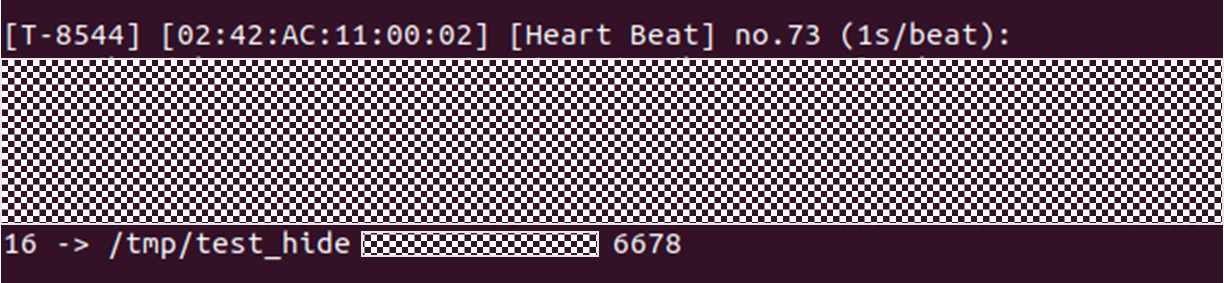 [T-8544] [02:42:AC:11:00:02] [Heart Beat] no.73 (1s/beat):
16 -> /tmp/test_hide 6678